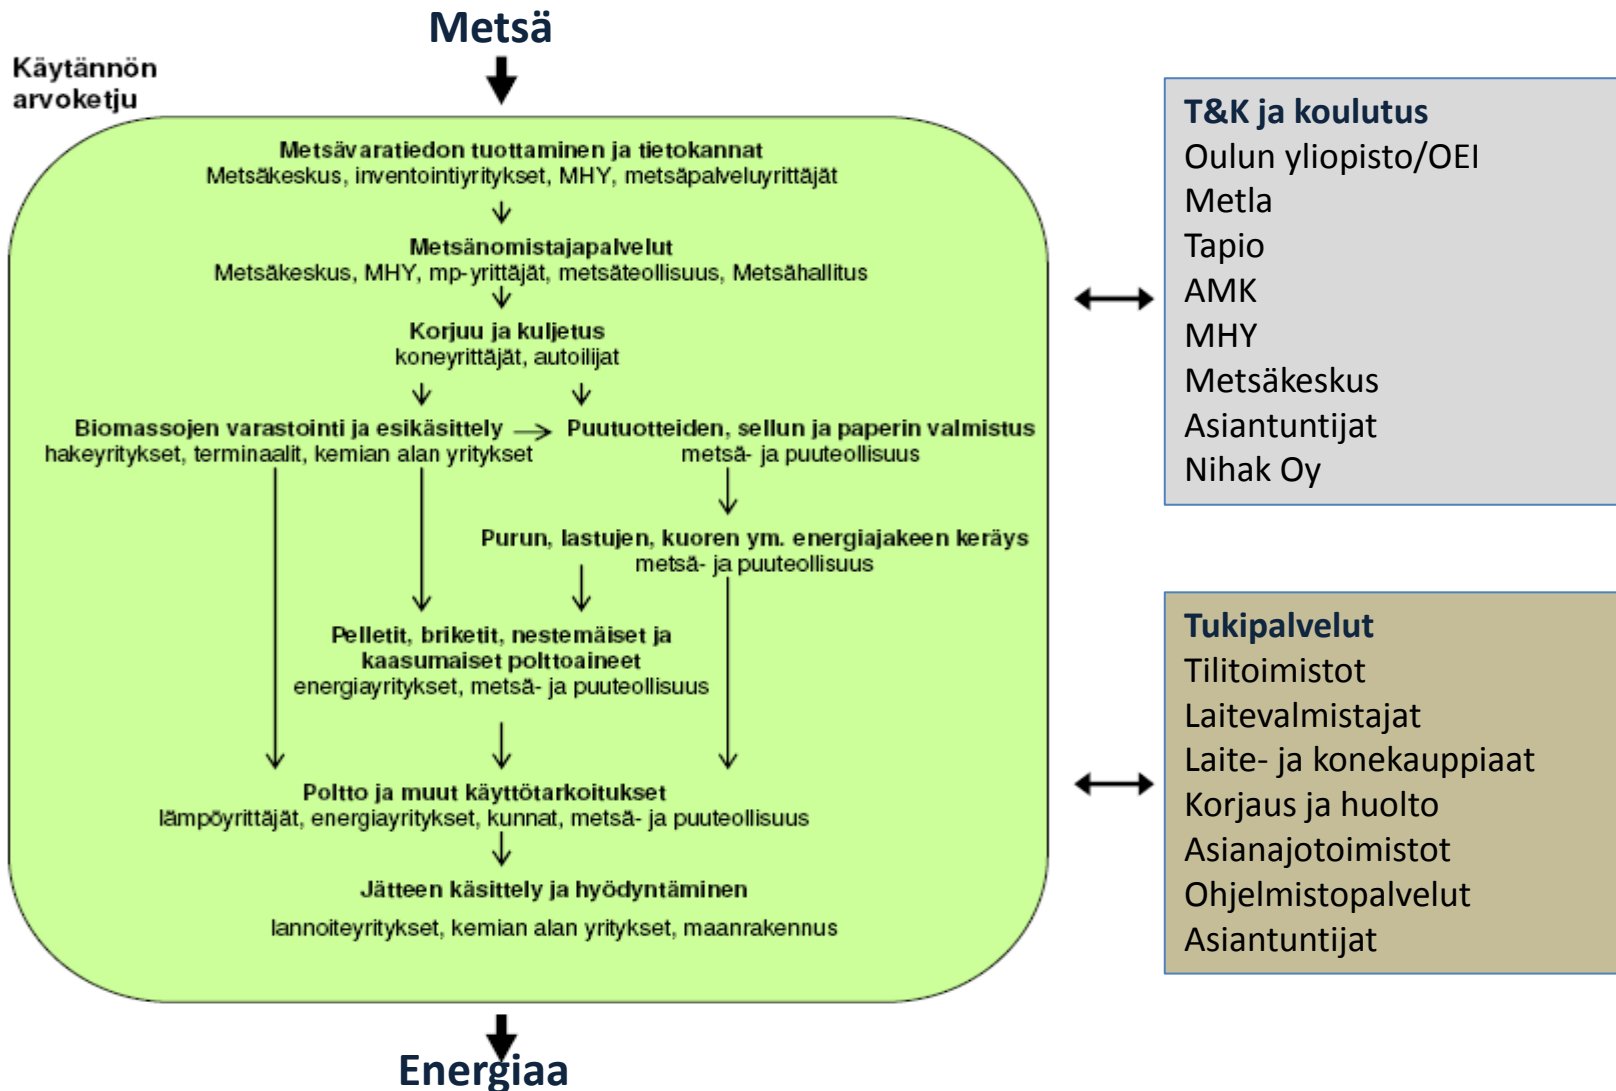 Metsä
Käytännön
arvoketju
Metsävaratiedon tuottaminen ja tietokannat
Metsäkeskus, inventointiyritykset, MHY, metsäpalveluyrittäjät
Metsänomistajapalvelut
Metsäkeskus, MHY, mp-yrittäjät, metsäteollisuus, Metsähallitus
Korjuu ja kuljetus
koneyrittäjät, autoilijat
Biomassojen varastointi ja esikäsittely
hakeyritykset, terminaalit, kemian alan yritykset
Puutuotteiden, sellun ja paperin valmistus
metsä- ja puuteollisuus
Purun, lastujen, kuoren ym. energiajakeen keräys
metsä- ja puuteollisuus
Pelletit, briketit, nestemäiset ja
kaasumaiset polttoaineet
energiayritykset, metsä- ja puuteollisuus
Poltto ja muut käyttötarkoitukset
lämpöyrittäjät, energiayritykset, kunnat, metsä- ja puuteollisuus
Jätteen käsittely ja hyödyntäminen
lannoiteyritykset, kemian alan yritykset, maanrakennus
Energiaa
T&K ja koulutus
Oulun yliopisto/OEI
Metla
Tapio
AMK
MHY
Metsäkeskus
Asiantuntijat
Nihak Oy
Tukipalvelut
Tilitoimistot
Laitevalmistajat
Laite- ja konekauppiaat
Korjaus ja huolto
Asianajotoimistot
Ohjelmistopalvelut
Asiantuntijat